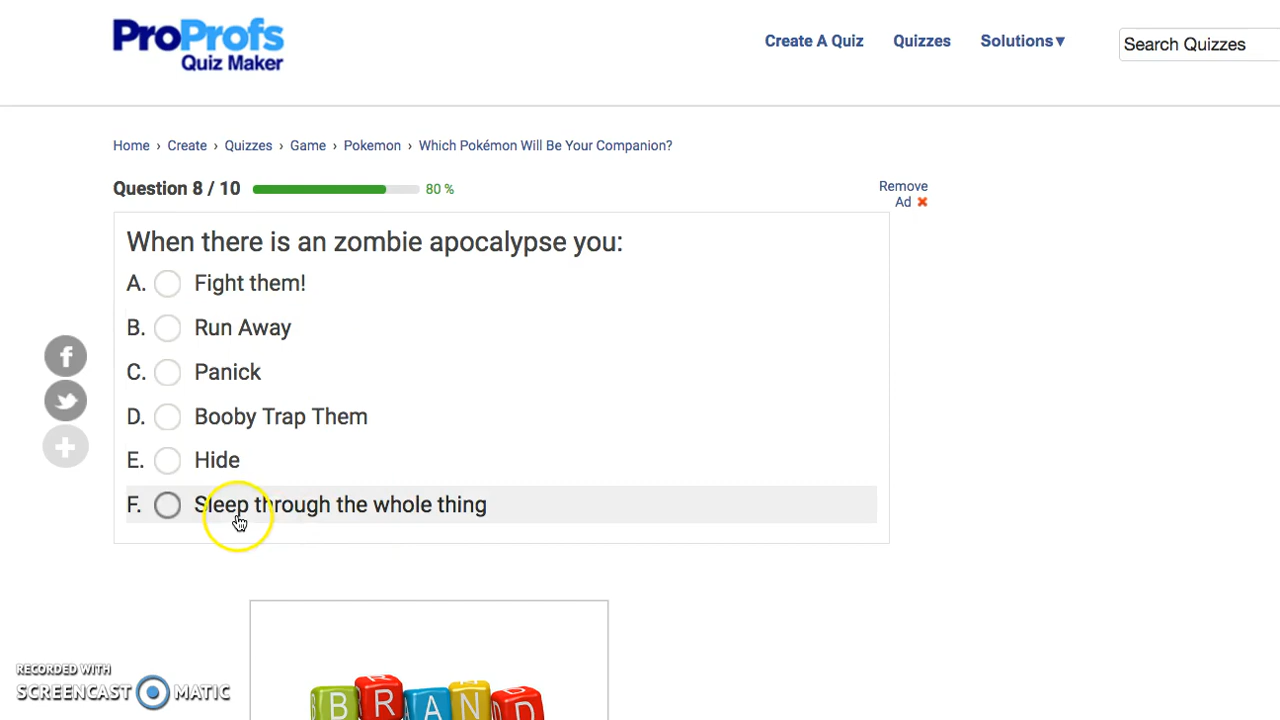 ProProfs
Quiz Maker
Create A Quiz Quizzes Solutions▼ Search Quizzes
Home › Create › Quizzes › Game › Pokemon › Which Pokémon Will Be Your Companion?
Question 8 / 10 80 %
Remove
Ad ✖
When there is an zombie apocalypse you:
A. Fight them!
B. Run Away
C. Panick
D. Booby Trap Them
E. Hide
F. Sleep through the whole thing
BRAND
RECORDED WITH
SCREENCAST MATIC